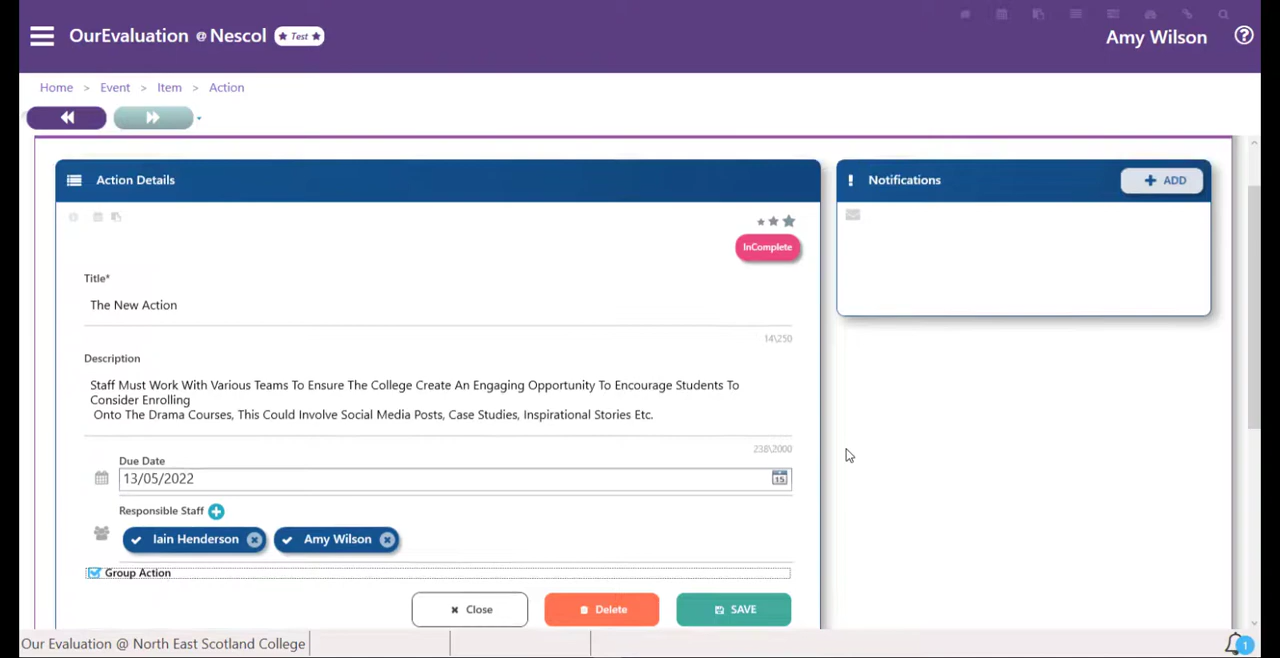 OurEvaluation @ Nescol ★ Test ★
Amy Wilson
Home > Event > Item > Action
Action Details
Notifications
ADD
InComplete
Title*
The New Action
14\250
Description
Staff Must Work With Various Teams To Ensure The College Create An Engaging Opportunity To Encourage Students To
Consider Enrolling
Onto The Drama Courses, This Could Involve Social Media Posts, Case Studies, Inspirational Stories Etc.
238\2000
Due Date
13/05/2022
15
Responsible Staff
Iain Henderson
Amy Wilson
Group Action
Close
Delete
SAVE
Our Evaluation @ North East Scotland College
1